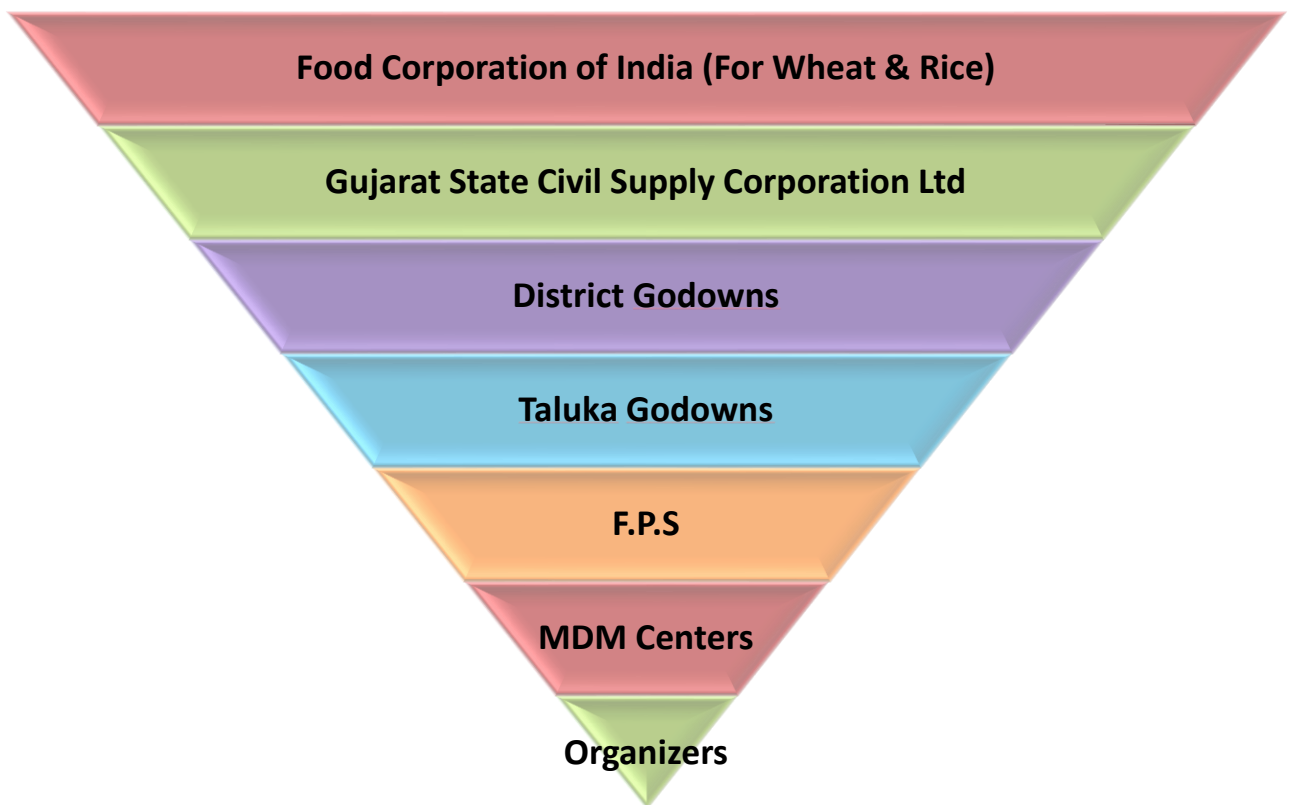 Food Corporation of India (For Wheat & Rice)
Gujarat State Civil Supply Corporation Ltd
District Godowns
Taluka Godowns
F.P.S
MDM Centers
Organizers